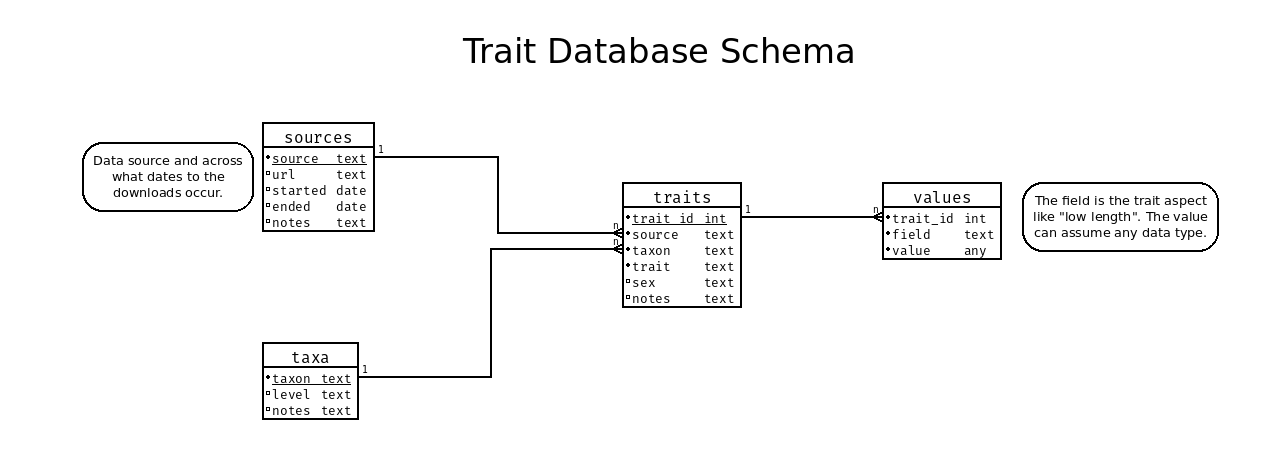 Trait Database Schema
Data source and across
what dates to the
downloads occur.
sources
source text
url text
started date
ended date
notes text
1
n
n
traits
trait_id int
source text
taxon text
trait text
sex text
notes text
1
n
values
trait_id int
field text
value any
The field is the trait aspect
like "low length". The value
can assume any data type.
taxa
taxon text
level text
notes text
1